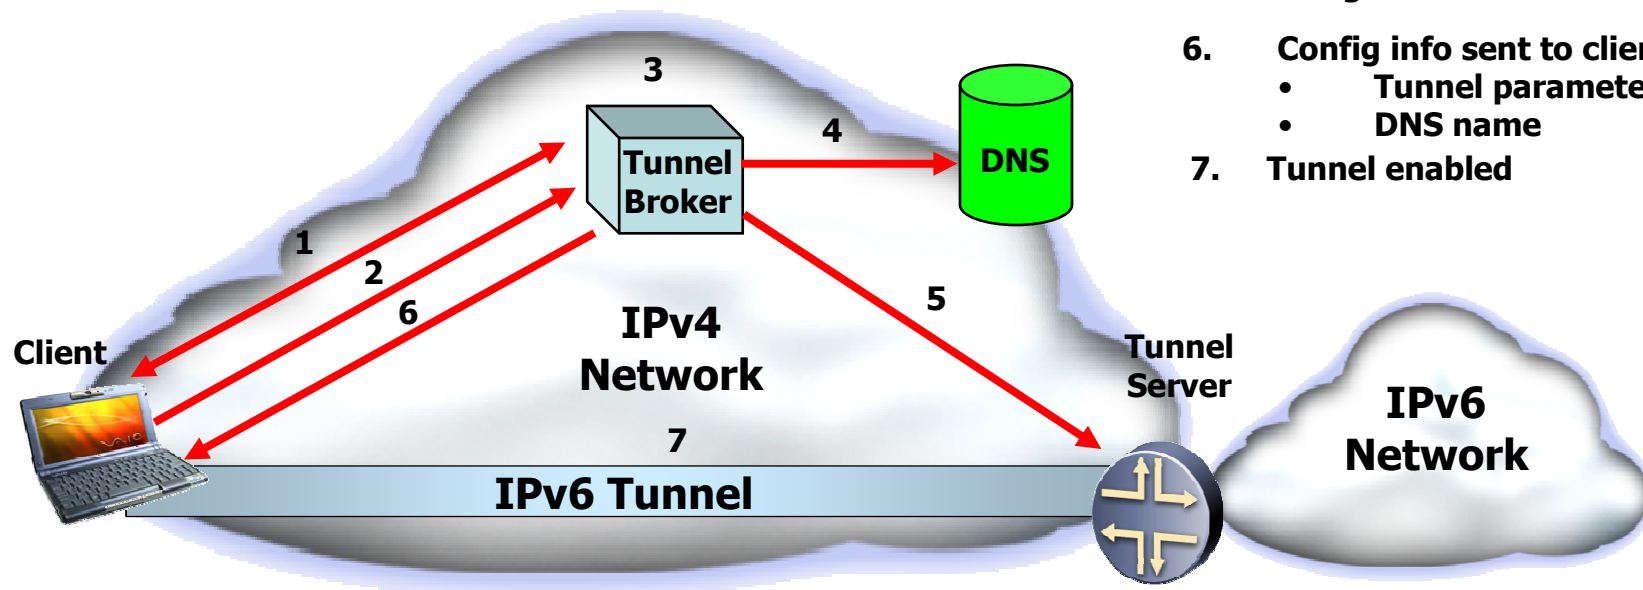 6. Config info sent to clien
• Tunnel paramete
• DNS name
7. Tunnel enabled
3
4
Tunnel
Broker
DNS
1
2
6
5
IPv4
Network
Client
Tunnel
Server
IPv6
Network
7
IPv6 Tunnel